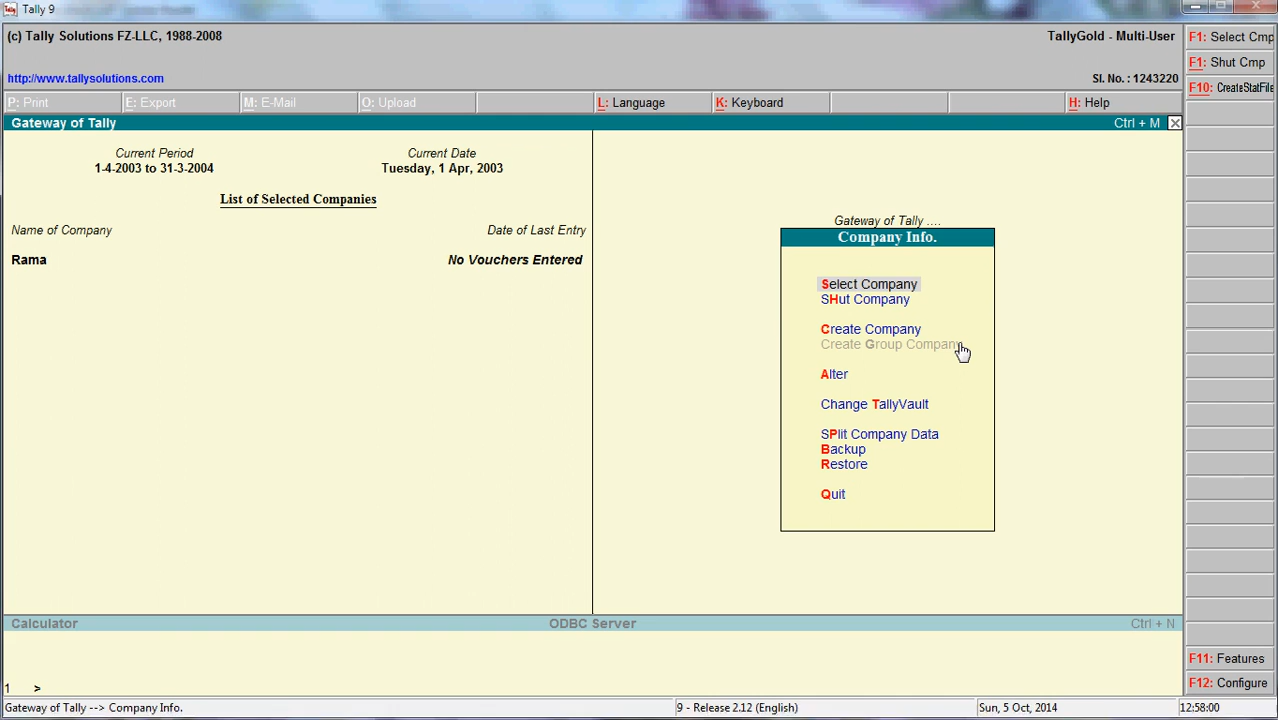 Tally 9
(c) Tally Solutions FZ-LLC, 1988-2008
TallyGold - Multi-User
http://www.tallysolutions.com
Sl. No. : 1243220
P: Print
E: Export
M: E-Mail
O: Upload
L: Language
K: Keyboard
H: Help
Gateway of Tally
Ctrl + M
Current Period
1-4-2003 to 31-3-2004
Current Date
Tuesday, 1 Apr, 2003
List of Selected Companies
Name of Company
Date of Last Entry
Rama
No Vouchers Entered
Gateway of Tally ....
Company Info.
Select Company
SHut Company
Create Company
Create Group Company
Alter
Change TallyVault
SPlit Company Data
Backup
Restore
Quit
F1: Select Cmp
F1: Shut Cmp
F10: CreateStatFile
F11: Features
F12: Configure
Calculator
ODBC Server
Ctrl + N
1 >
Gateway of Tally --> Company Info.
9 - Release 2.12 (English)
Sun, 5 Oct, 2014
12:58:00